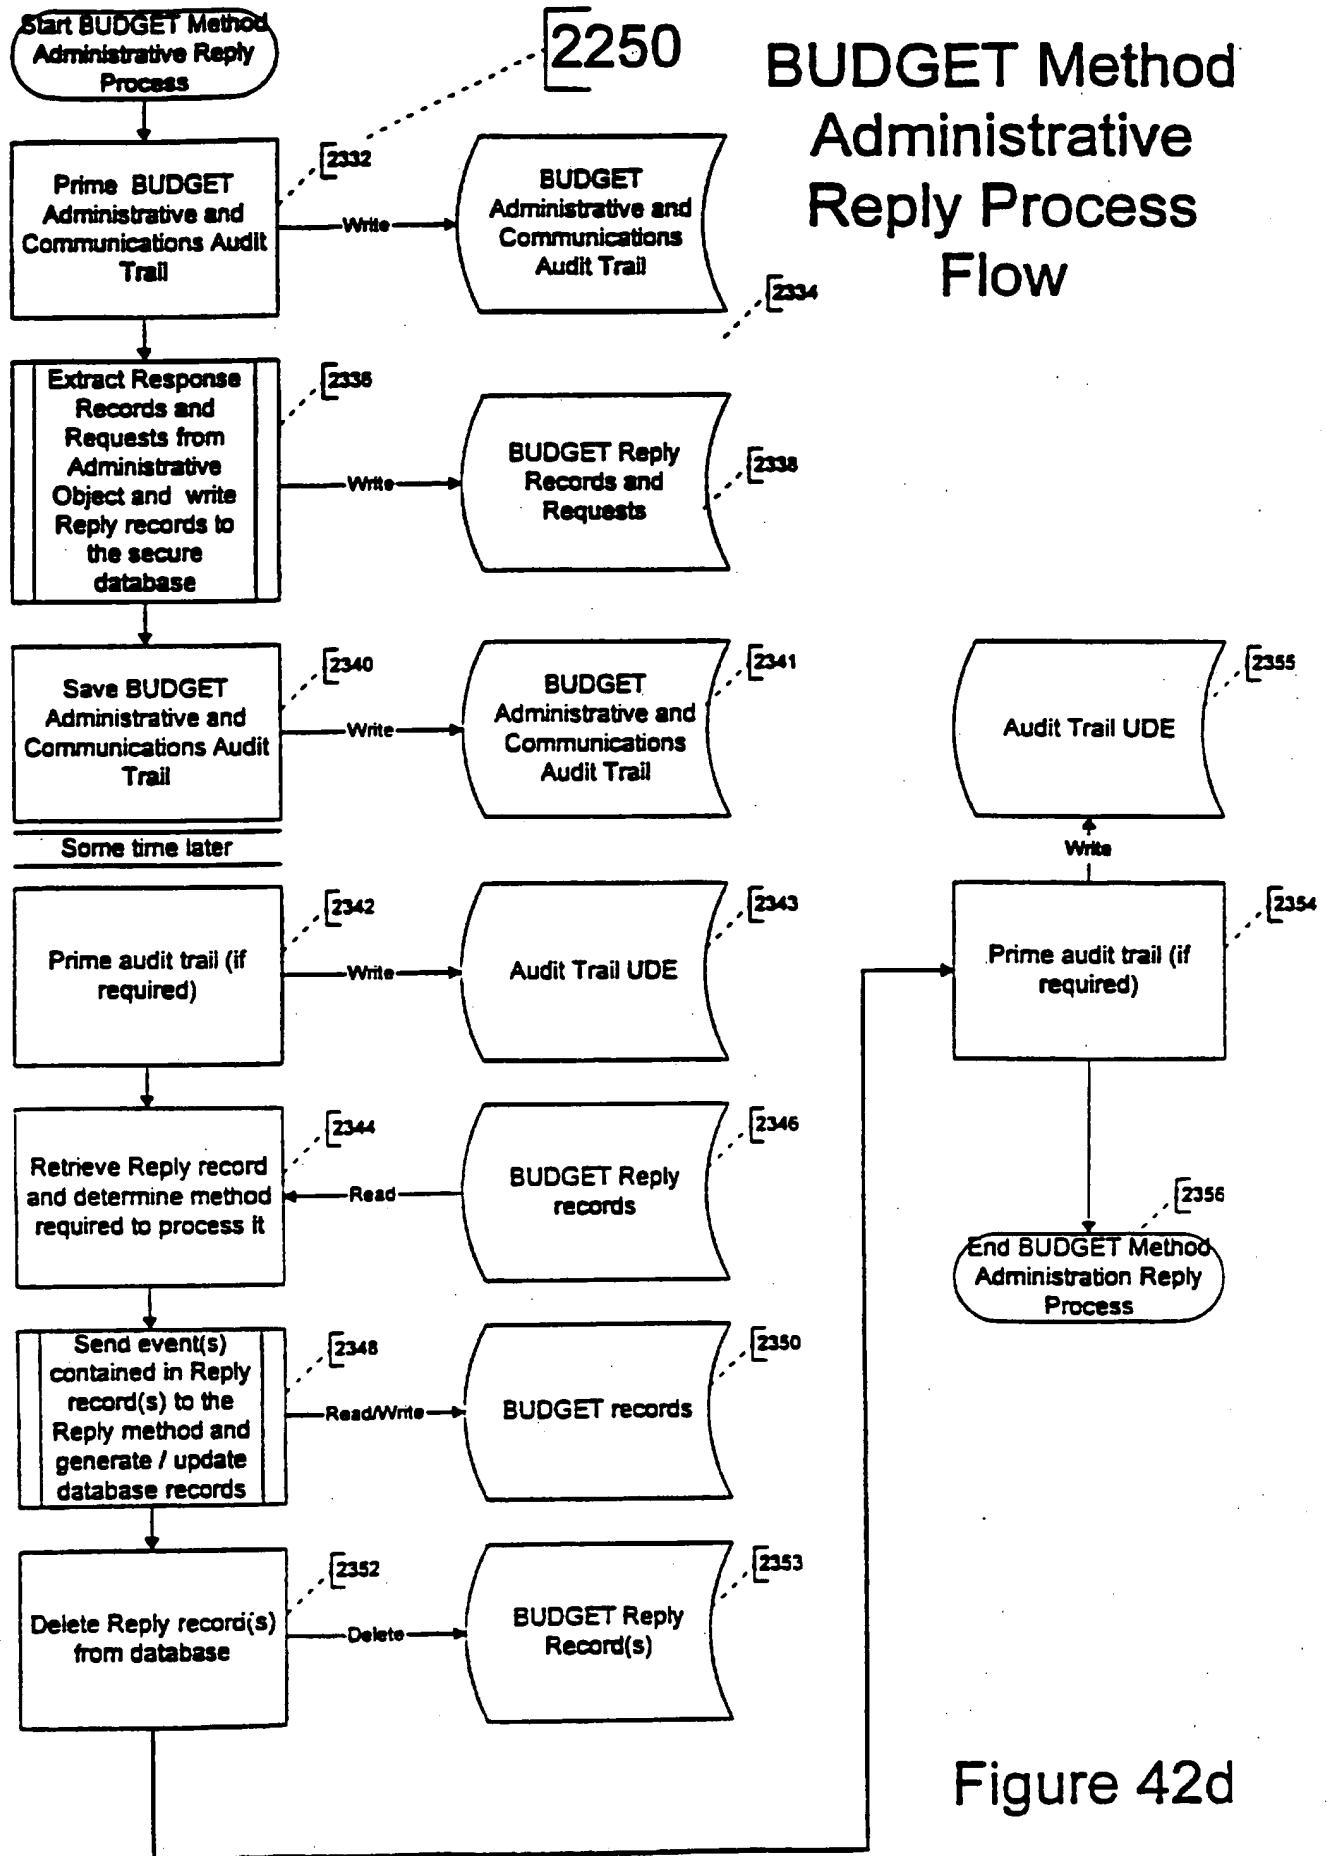 Start BUDGET Method
Administrative Reply
Process
2250
BUDGET Method
Administrative
Reply Process
Flow
Prime BUDGET
Administrative and
Communications Audit
Trail
2332
Write
BUDGET
Administrative and
Communications
Audit Trail
2334
Extract Response
Records and
Requests from
Administrative
Object and write
Reply records to
the secure
database
2336
Write
BUDGET Reply
Records and
Requests
2338
Save BUDGET
Administrative and
Communications Audit
Trail
2340
Write
BUDGET
Administrative and
Communications
Audit Trail
2341
Some time later
Prime audit trail (if
required)
2342
Write
Audit Trail UDE
2343
Retrieve Reply record
and determine method
required to process it
2344
Read
BUDGET Reply
records
2346
Send event(s)
contained in Reply
record(s) to the
Reply method and
generate / update
database records
2348
Read/Write
BUDGET records
2350
Delete Reply record(s)
from database
2352
Delete
BUDGET Reply
Record(s)
2353
Audit Trail UDE
2355
Write
Prime audit trail (if
required)
2354
2356
End BUDGET Method
Administration Reply
Process
Figure 42d